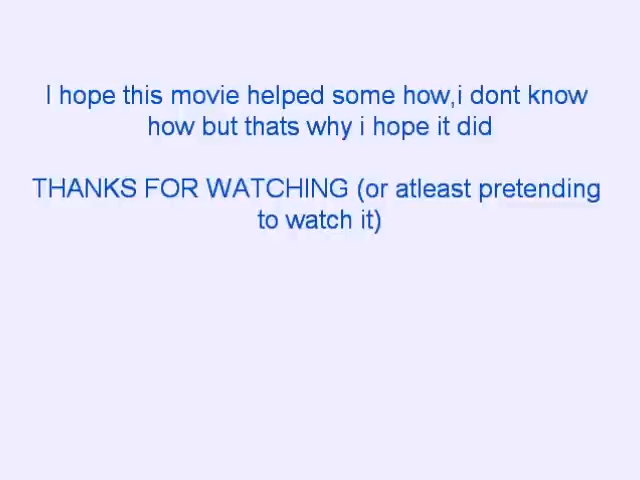 I hope this movie helped some how,i dont know
how but thats why i hope it did
THANKS FOR WATCHING (or atleast pretending
to watch it)